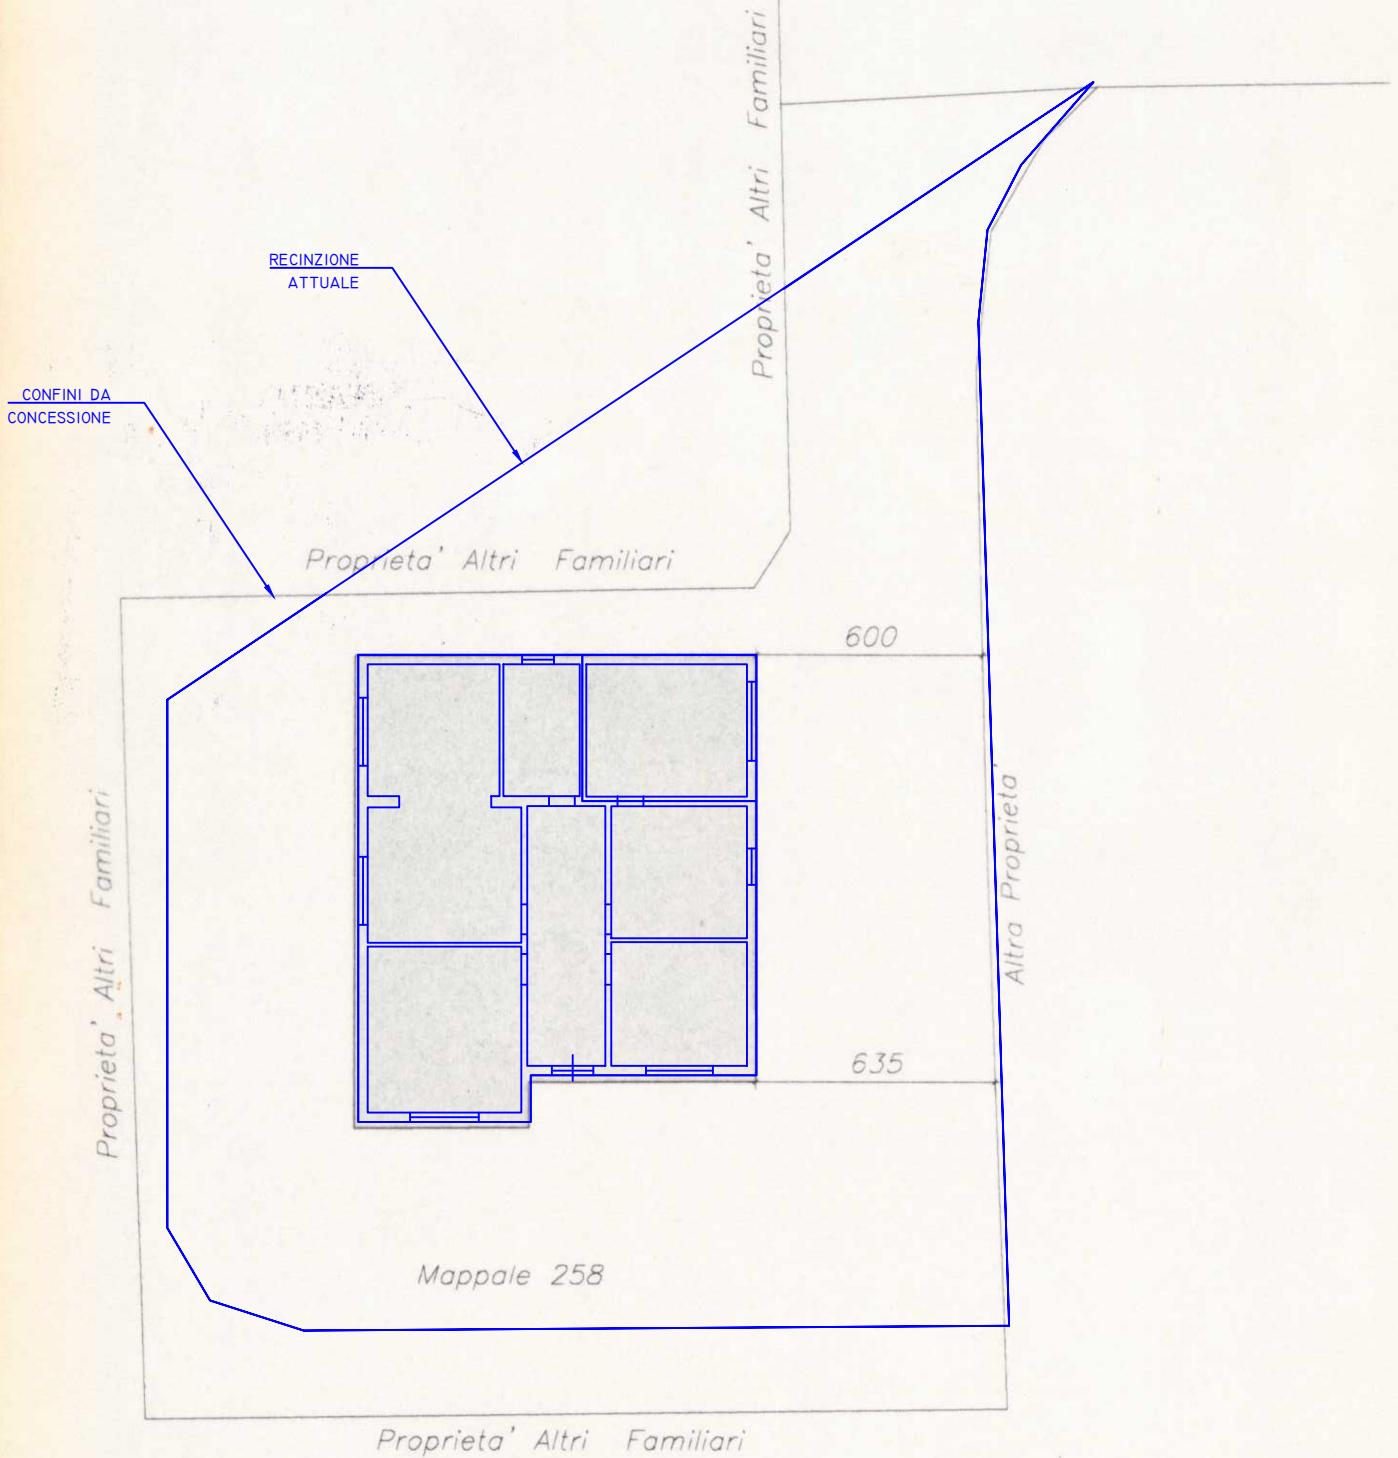 Proprieta' Altri Familiari
RECINZIONE
ATTUALE
CONFINI DA
CONCESSIONE
Proprieta' Altri Familiari
600
Altra Proprieta'
Proprieta' Altri Familiari
635
Mappale 258
Proprieta' Altri Familiari